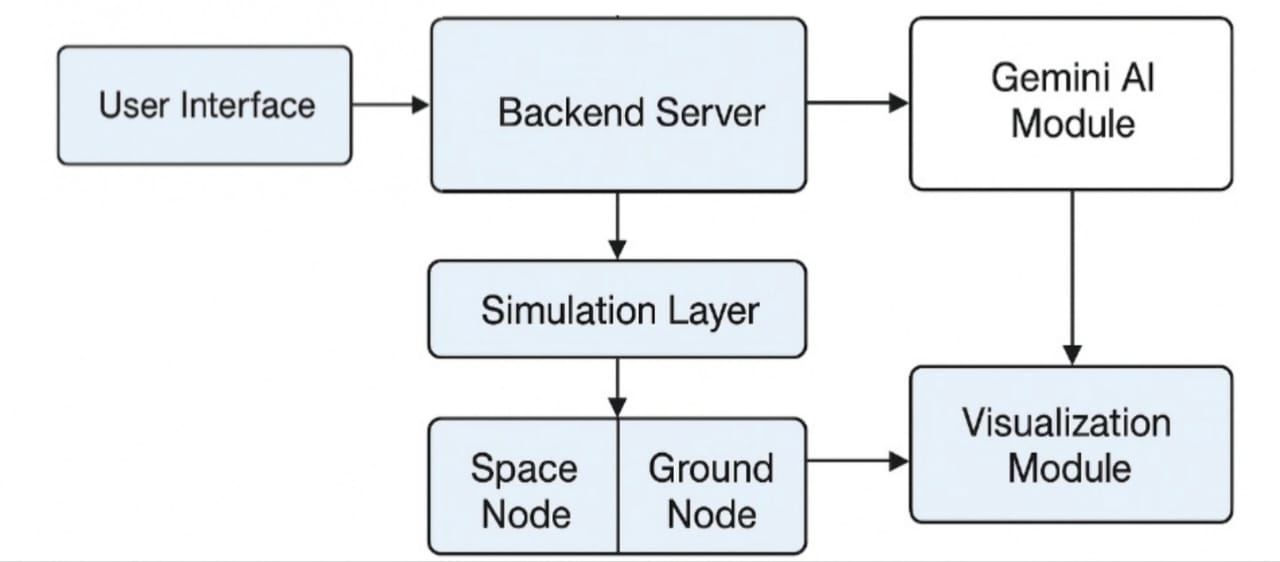 User Interface
Backend Server
Gemini AI
Module
Simulation Layer
Space
Node
Ground
Node
Visualization
Module